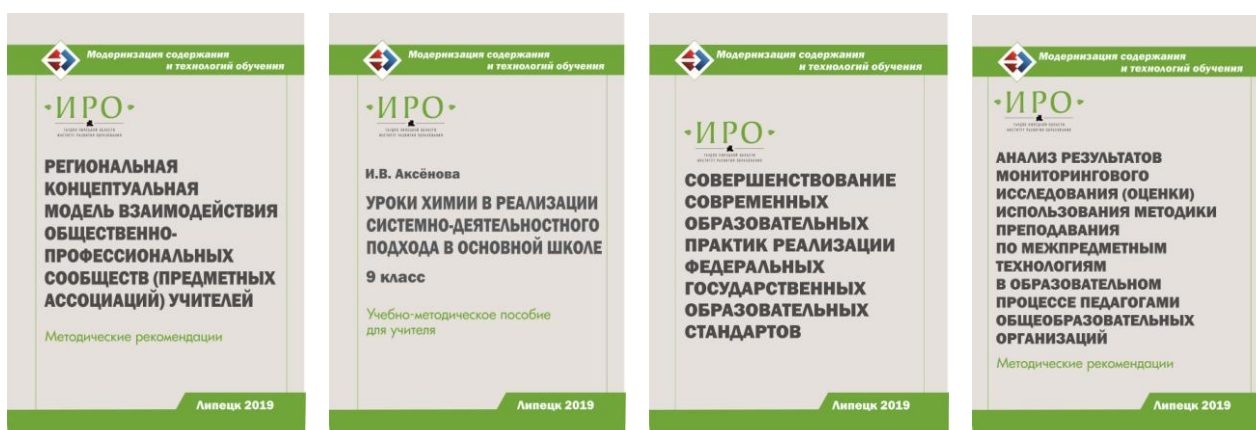 Модернизация содержания
и технологий обучения
·ИРО·
РЕГИОНАЛЬНАЯ
КОНЦЕПТУАЛЬНАЯ
МОДЕЛЬ ВЗАИМОДЕЙСТВИЯ
ОБЩЕСТВЕННО-
ПРОФЕССИОНАЛЬНЫХ
СООБЩЕСТВ (ПРЕДМЕТНЫХ
АССОЦИАЦИЙ) УЧИТЕЛЕЙ
Методические рекомендации
Липецк 2019
Модернизация содержания
и технологий обучения
·ИРО·
И.В. Аксёнова
УРОКИ ХИМИИ В РЕАЛИЗАЦИИ
СИСТЕМНО-ДЕЯТЕЛЬНОСТНОГО
ПОДХОДА В ОСНОВНОЙ ШКОЛЕ
9 класс
Учебно-методическое пособие
для учителя
Липецк 2019
Модернизация содержания
и технологий обучения
·ИРО·
СОВЕРШЕНСТВОВАНИЕ
СОВРЕМЕННЫХ
ОБРАЗОВАТЕЛЬНЫХ
ПРАКТИК РЕАЛИЗАЦИИ
ФЕДЕРАЛЬНЫХ
ГОСУДАРСТВЕННЫХ
ОБРАЗОВАТЕЛЬНЫХ
СТАНДАРТОВ
Липецк 2019
Модернизация содержания
и технологий обучения
·ИРО·
АНАЛИЗ РЕЗУЛЬТАТОВ
МОНИТОРИНГОВОГО
ИССЛЕДОВАНИЯ (ОЦЕНКИ)
ИСПОЛЬЗОВАНИЯ МЕТОДИКИ
ПРЕПОДАВАНИЯ
ПО МЕЖПРЕДМЕТНЫМ
ТЕХНОЛОГИЯМ
В ОБРАЗОВАТЕЛЬНОМ
ПРОЦЕССЕ ПЕДАГОГАМИ
ОБЩЕОБРАЗОВАТЕЛЬНЫХ
ОРГАНИЗАЦИЙ
Методические рекомендации
Липецк 2019